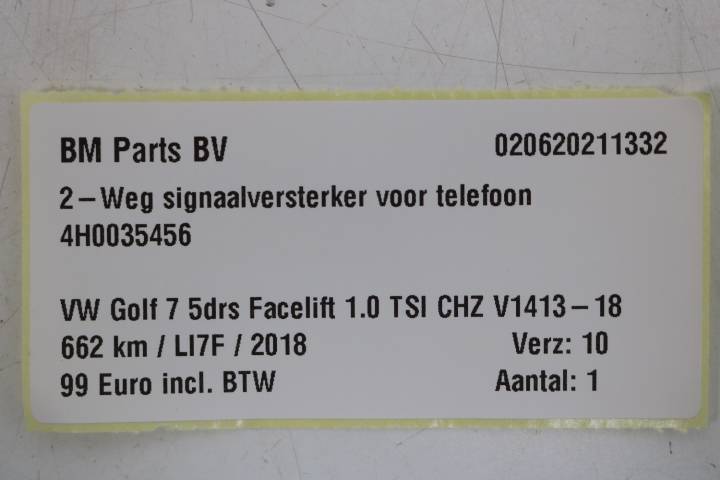 BM Parts BV 020620211332
2-Weg signaalversterker voor telefoon
4H0035456
VW Golf 7 5drs Facelift 1.0 TSI CHZ V1413-18
662 km / LI7F / 2018 Verz: 10
99 Euro incl. BTW Aantal: 1